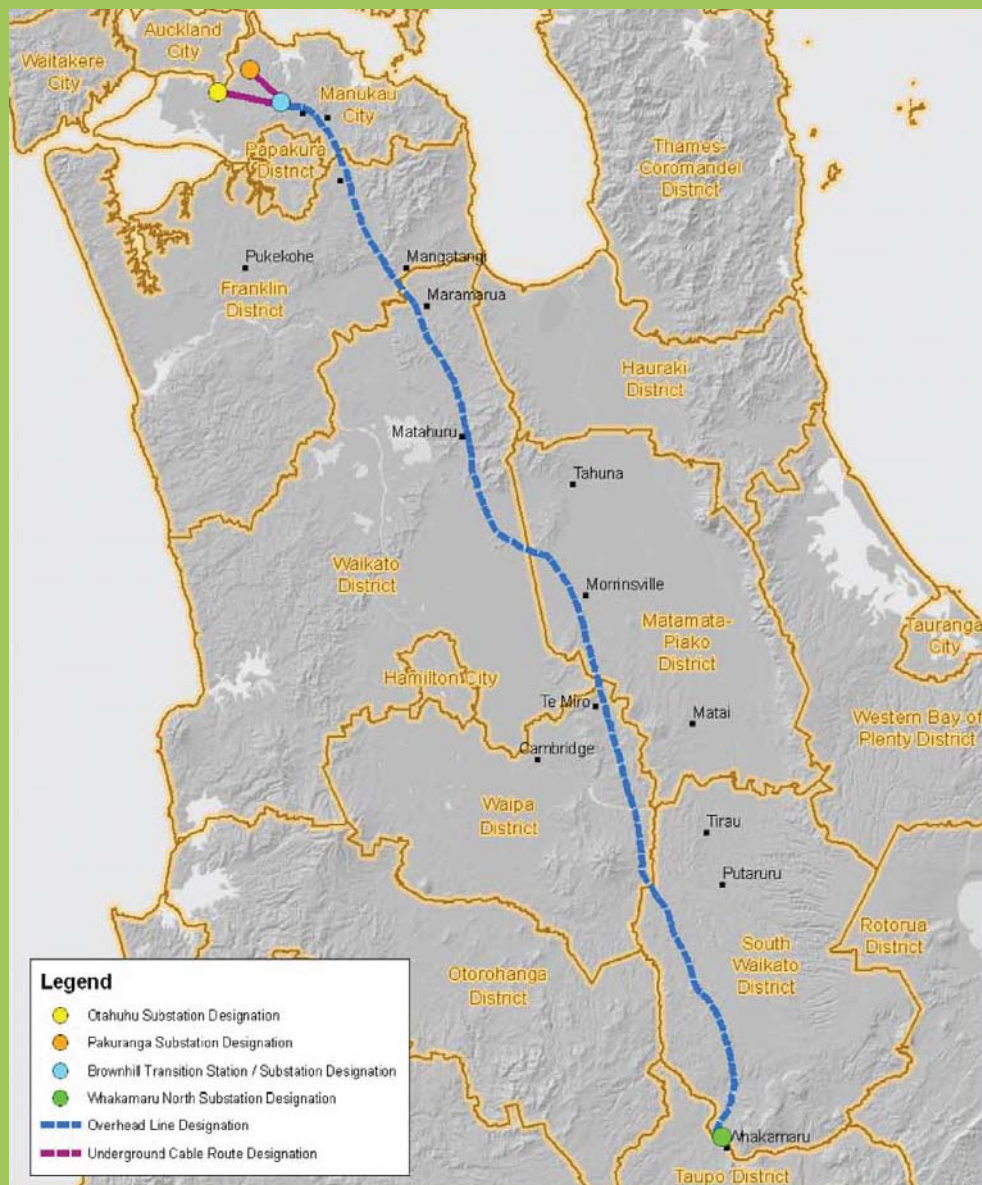 Auckland
City
Waitakere
City
Manukau
City
Papakura
District
Thames-
Coromandel
District
Pukekohe
Mangatangi
Franklin
District
Maramarua
Hauraki
District
Matahuru
Tahuna
Waikato
District
Morrinsville
Matamata-
Piako
District
Tauranga
City
Hamilton City
Te Miro
Matai
Western Bay of
Plenty District
Cambridge
Waipa
District
Tirau
Putaruru
Rotorua
District
South
Waikato
District
Otorohanga
District
Whakamaru
Taupo District
Legend
Otahuhu Substation Designation
Pakuranga Substation Designation
Brownhill Transition Station / Substation Designation
Whakamaru North Substation Designation
Overhead Line Designation
Underground Cable Route Designation